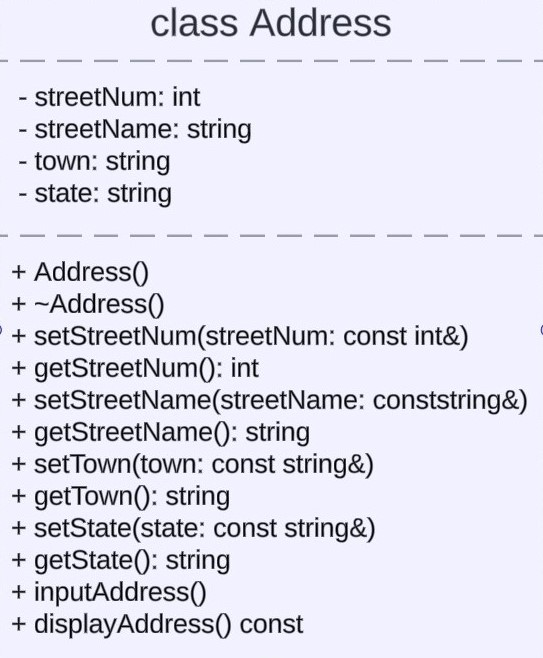 class Address
- streetNum: int
- streetName: string
- town: string
- state: string
+ Address()
+ ~Address()
+ setStreetNum(streetNum: const int&)
+ getStreetNum(): int
+ setStreetName(streetName: conststring&)
+ getStreetName(): string
+ setTown(town: const string&)
+ getTown(): string
+ setState(state: const string&)
+ getState(): string
+ inputAddress()
+ displayAddress() const